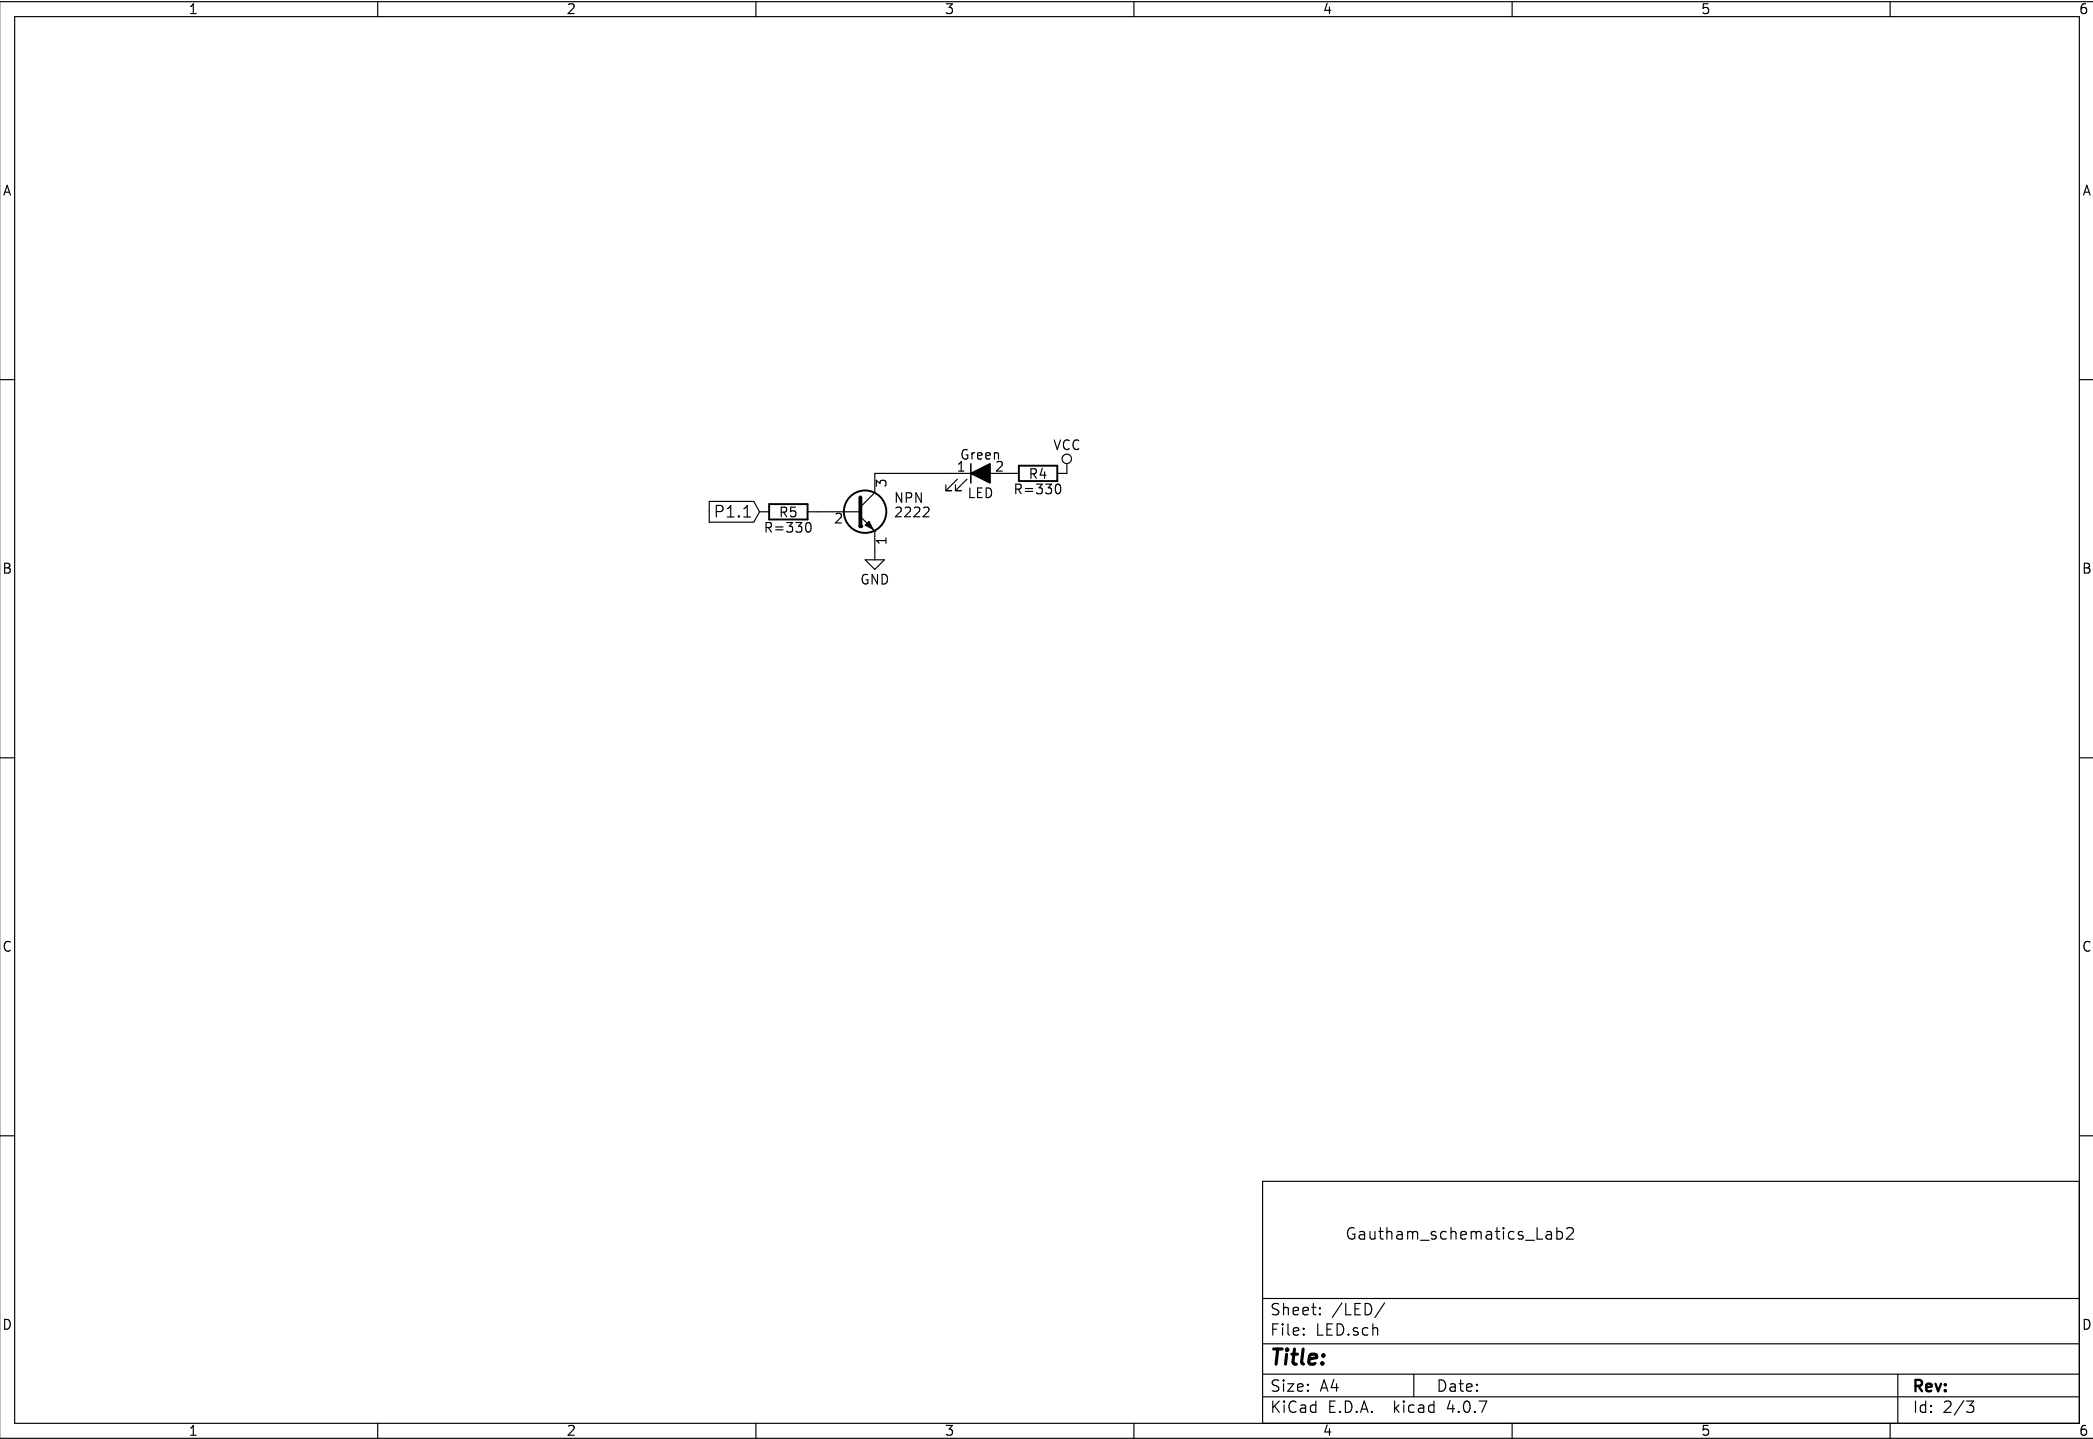 1 2 3 4 5 6
A A
VCC
Green
1 2 R4
LED R=330
3
NPN
P1.1 R5 2 2222
R=330
1
GND
B B
C C
Gautham_schematics_Lab2
Sheet: /LED/
File: LED.sch
D D
Title:
Size: A4 Date: Rev:
KiCad E.D.A. kicad 4.0.7 Id: 2/3
1 2 3 4 5 6